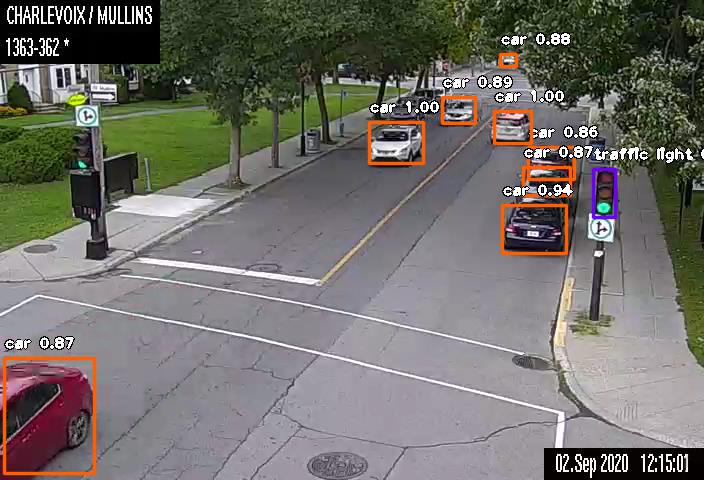 CHARLEVOIX / MULLINS
1363-362 *
car 0.88
car 0.89
car 1.00
car 1.00
car 0.86
car 0.87
traffic light
car 0.94
car 0.87
02.Sep 2020 12:15:01